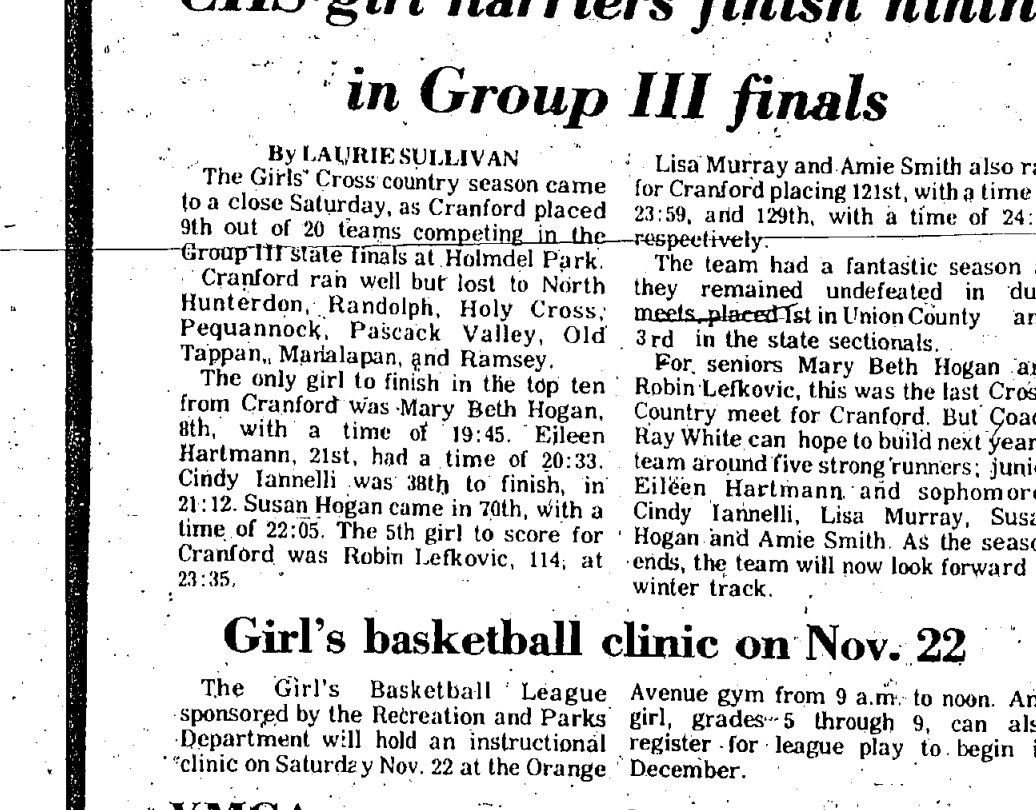 CHS girl harriers finish
in Group III finals
By LAURIE SULLIVAN
The Girls' Cross country season came
to a close Saturday, as Cranford placed
9th out of 20 teams competing in the
Group III state finals at Holmdel Park.
Cranford ran well but lost to North
Hunterdon, Randolph, Holy Cross,
Pequannock, Pascack Valley, Old
Tappan, Manalapan, and Ramsey.
The only girl to finish in the top ten
from Cranford was Mary Beth Hogan,
8th, with a time of 19:45. Eileen
Hartmann, 21st, had a time of 20:33.
Cindy Iannelli was 38th to finish, in
21:12. Susan Hogan came in 70th, with a
time of 22:05. The 5th girl to score for
Cranford was Robin Lefkovic, 114, at
23:35.
Lisa Murray and Amie Smith also
for Cranford placing 121st, with a time
23:59, and 129th, with a time of 24:
respectively.
The team had a fantastic season
they remained undefeated in
meets, placed 1st in Union County
3rd in the state sectionals.
For seniors Mary Beth Hogan
Robin Lefkovic, this was the last
Country meet for Cranford. But
Ray White can hope to build next
team around five strong runners;
Eileen Hartmann and
Cindy Iannelli, Lisa Murray,
Hogan and Amie Smith. As the
ends, the team will now look forward
winter track.
Girl's basketball clinic on Nov. 22
The Girl's Basketball League
sponsored by the Recreation and Parks
Department will hold an instructional
clinic on Saturday Nov. 22 at the Orange
Avenue gym from 9 a.m. to noon.
girl, grades 5 through 9, can
register for league play to begin
December.
YMCA